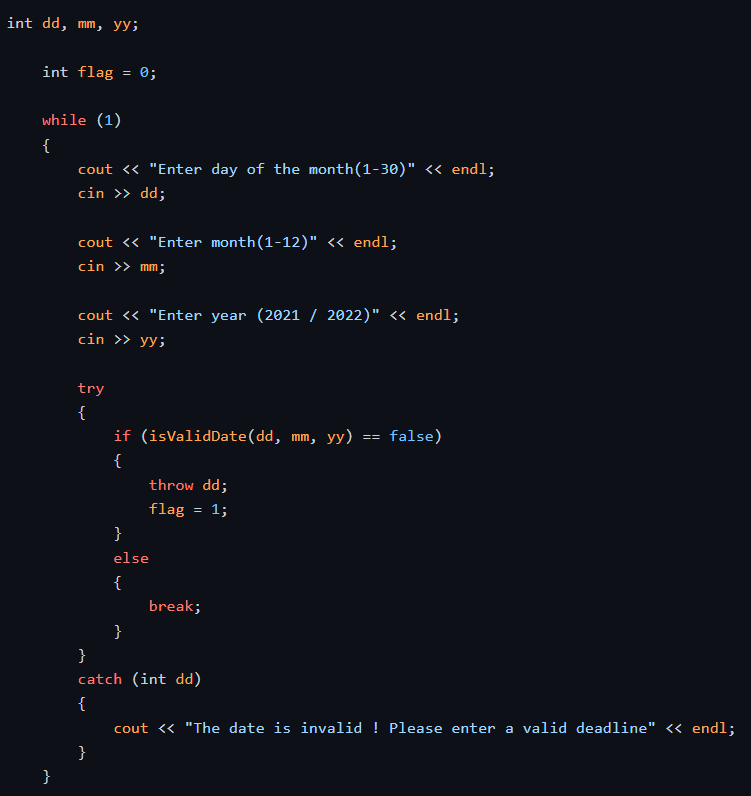 int dd, mm, yy;
int flag = 0;
while (1)
{
cout << "Enter day of the month(1-30)" << endl;
cin >> dd;
cout << "Enter month(1-12)" << endl;
cin >> mm;
cout << "Enter year (2021 / 2022)" << endl;
cin >> yy;
try
{
if (isValidDate(dd, mm, yy) == false)
{
throw dd;
flag = 1;
}
else
{
break;
}
}
catch (int dd)
{
cout << "The date is invalid ! Please enter a valid deadline" << endl;
}
}